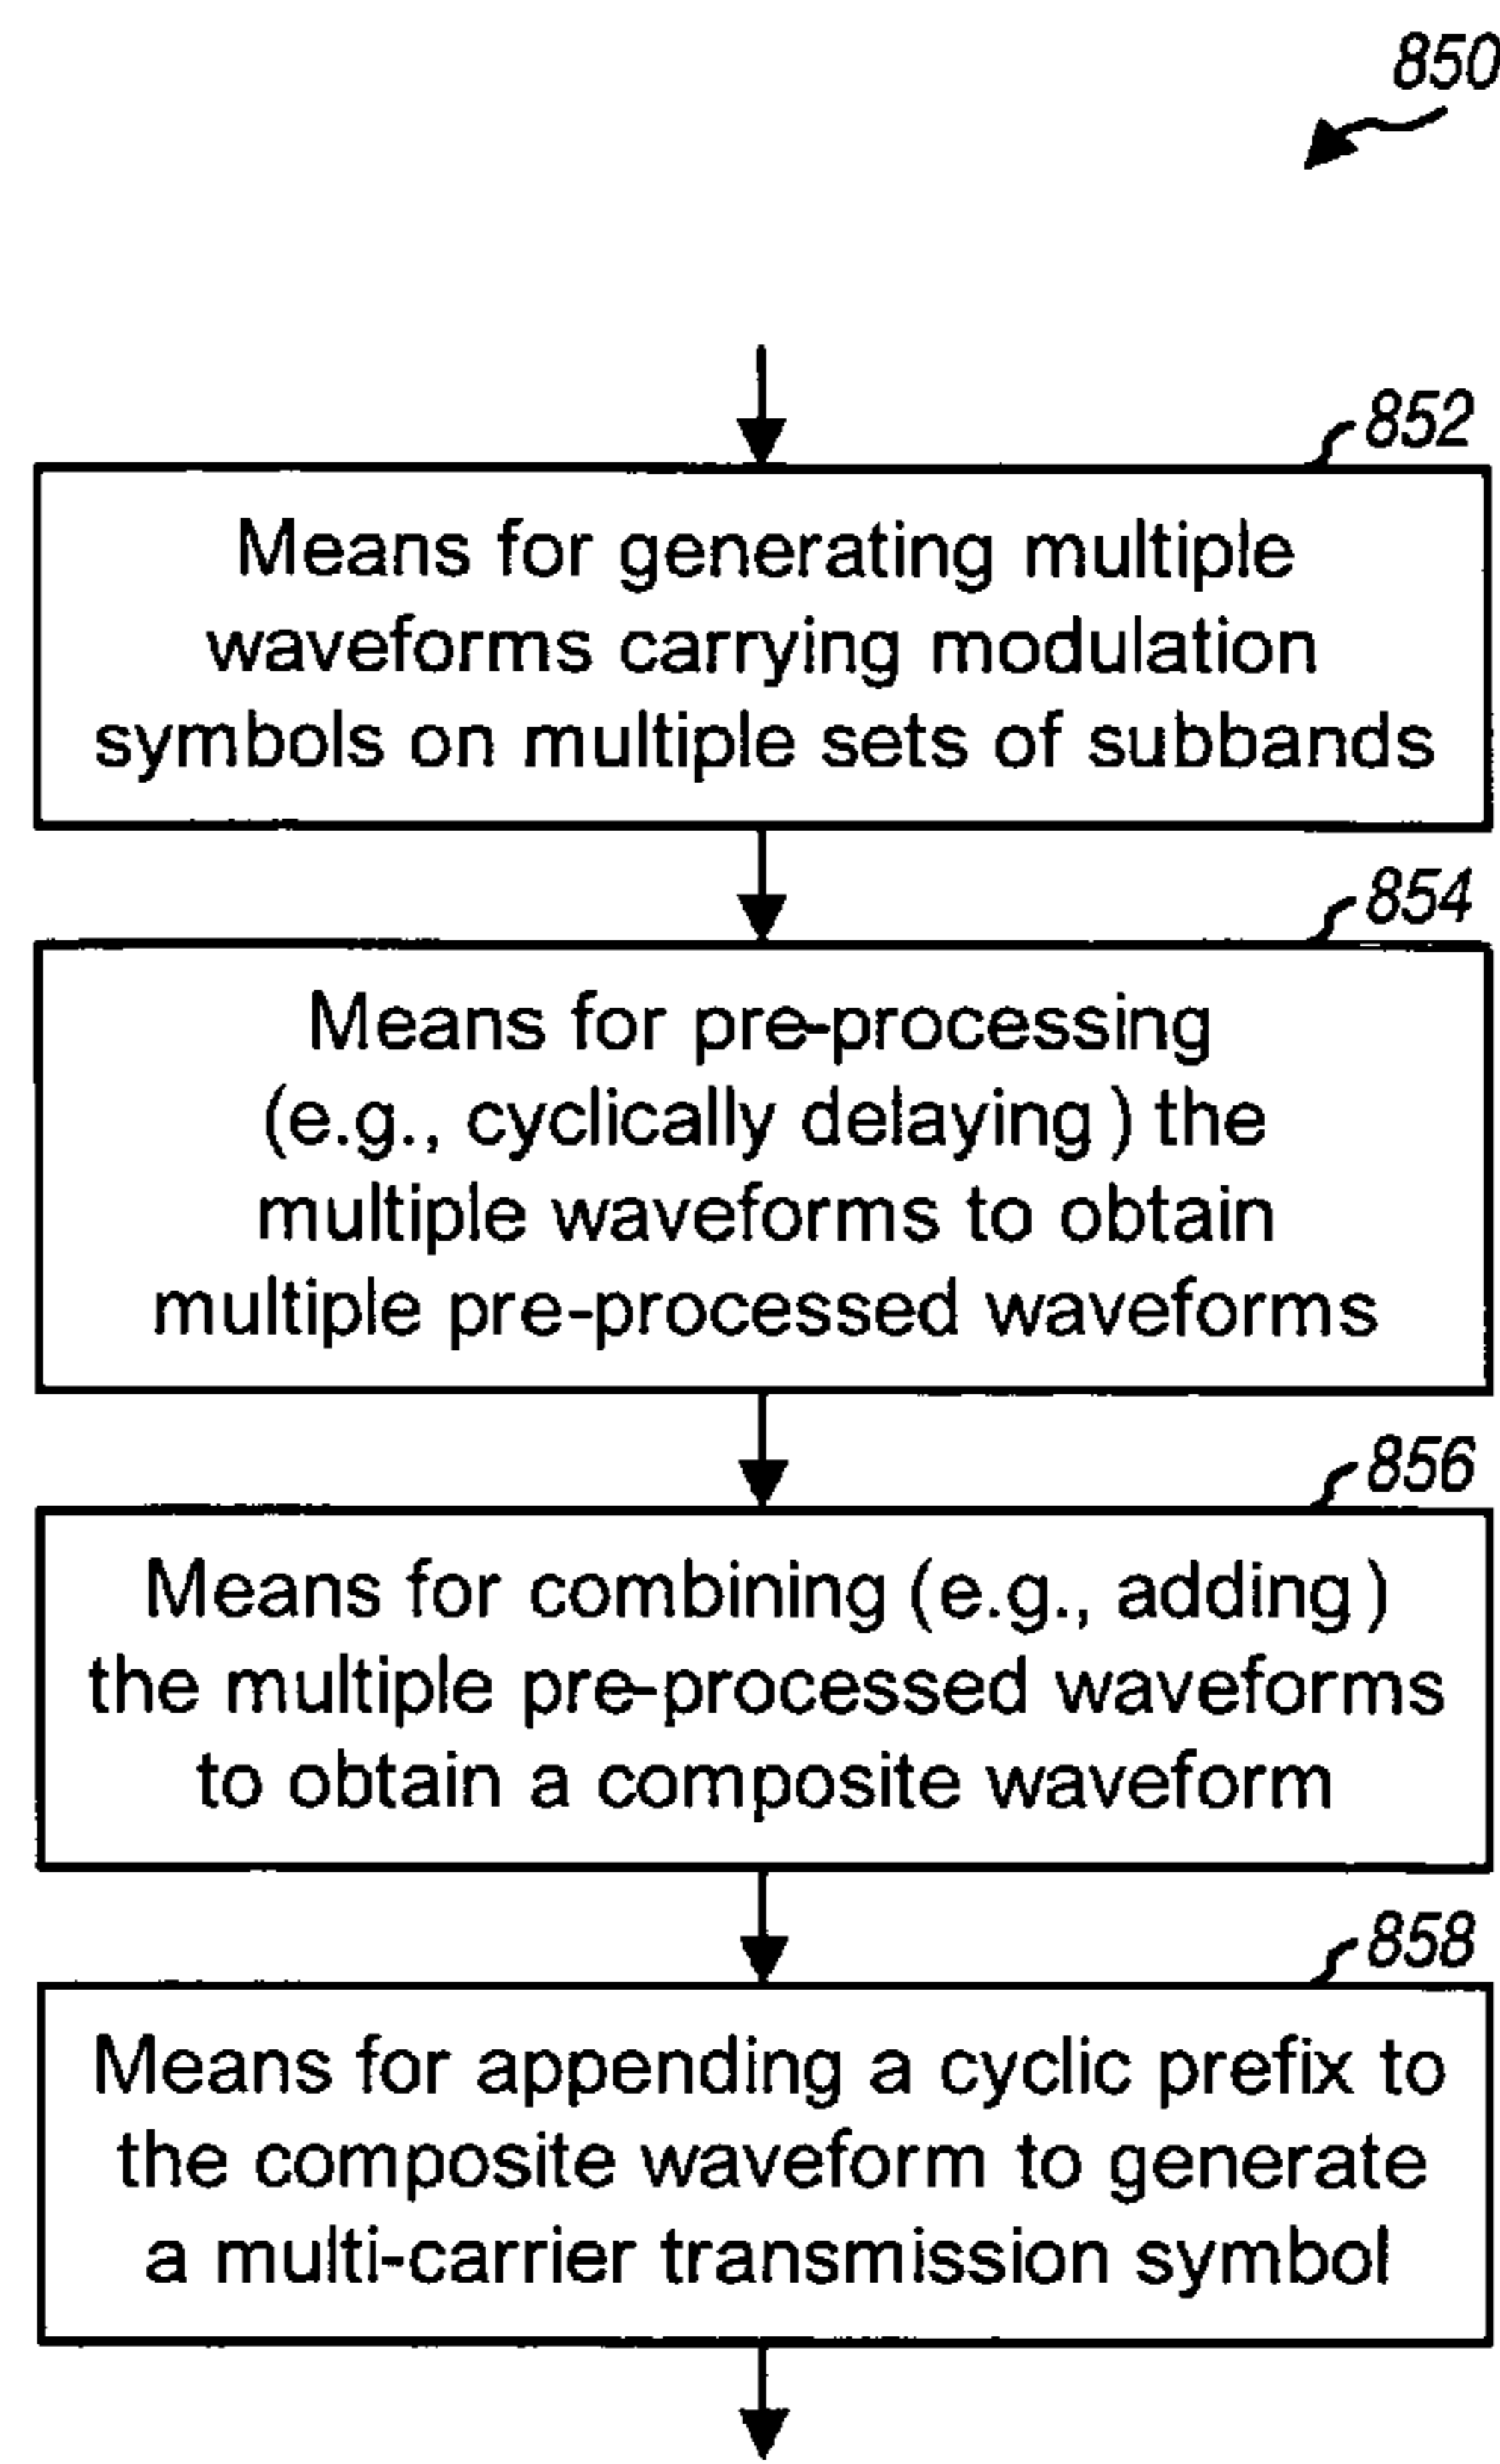 850
852
Means for generating multiple
waveforms carrying modulation
symbols on multiple sets of subbands
854
Means for pre-processing
(e.g., cyclically delaying) the
multiple waveforms to obtain
multiple pre-processed waveforms
856
Means for combining (e.g., adding)
the multiple pre-processed waveforms
to obtain a composite waveform
858
Means for appending a cyclic prefix to
the composite waveform to generate
a multi-carrier transmission symbol